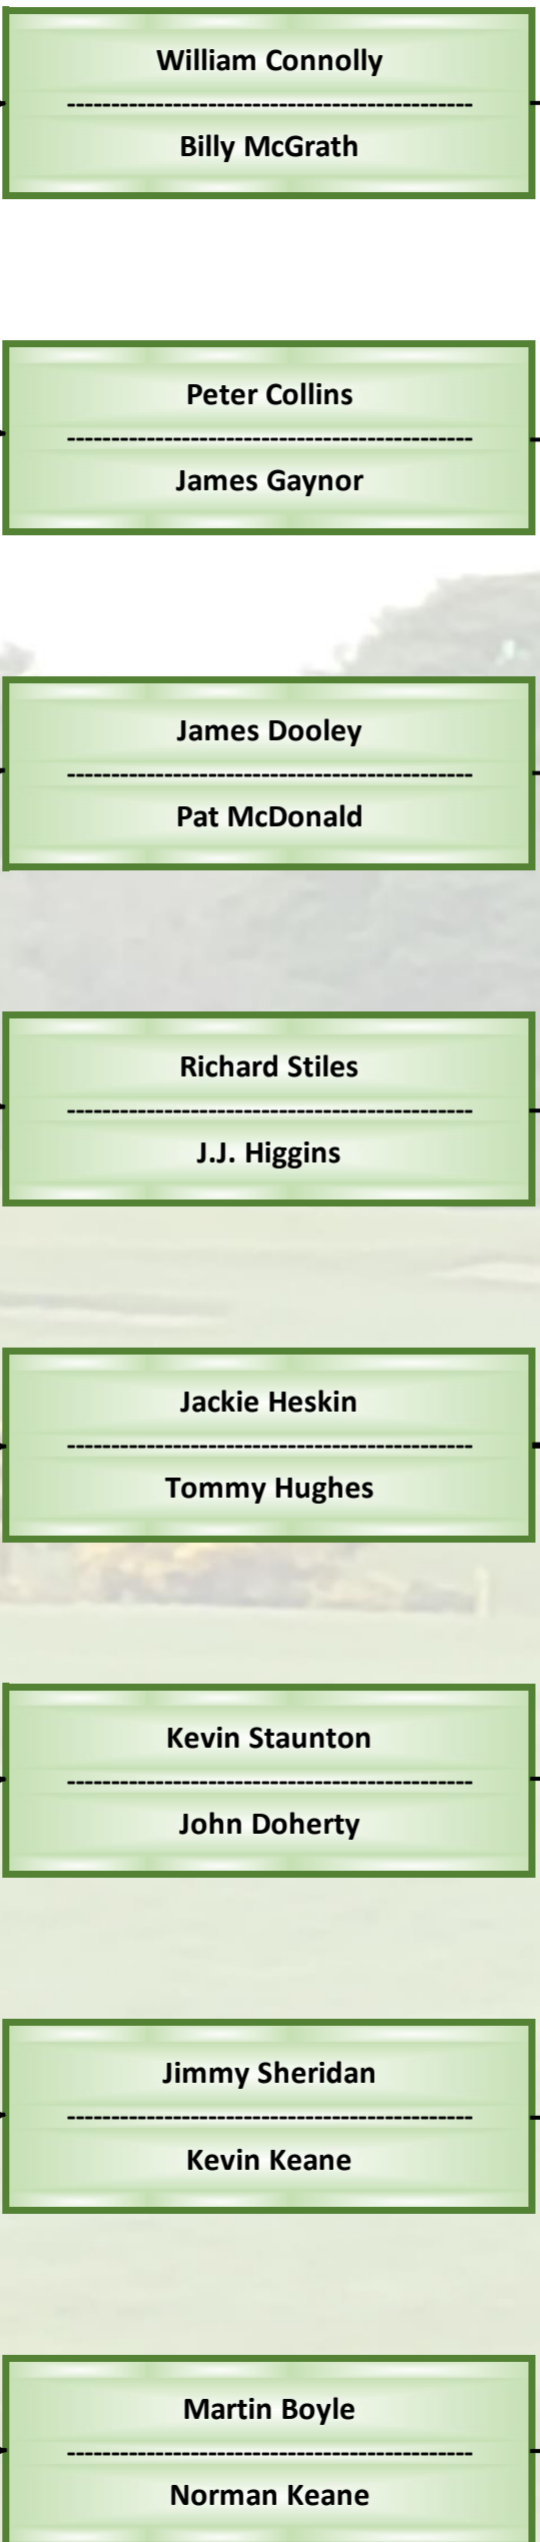 William Connolly
---------------------------------------------
Billy McGrath
Peter Collins
---------------------------------------------
James Gaynor
James Dooley
---------------------------------------------
Pat McDonald
Richard Stiles
---------------------------------------------
J.J. Higgins
Jackie Heskin
---------------------------------------------
Tommy Hughes
Kevin Staunton
---------------------------------------------
John Doherty
Jimmy Sheridan
---------------------------------------------
Kevin Keane
Martin Boyle
---------------------------------------------
Norman Keane